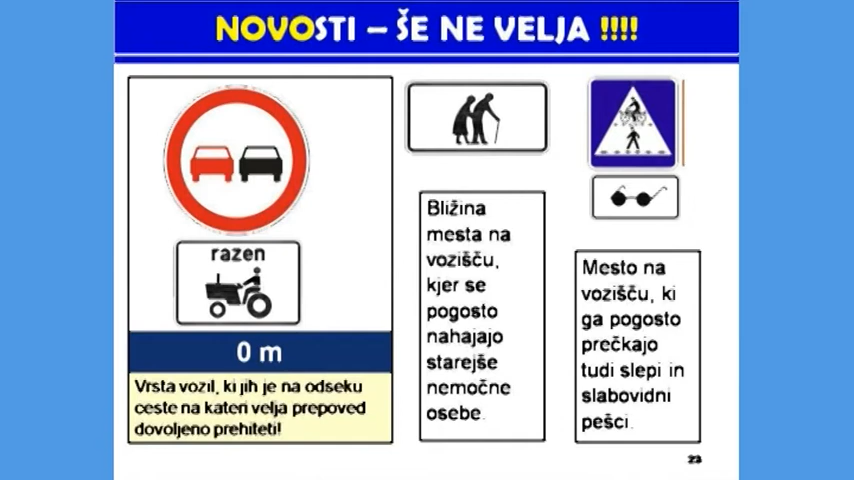 NOVOSTI – ŠE NE VELJA !!!!
razen
0 m
Vrsta vozil, ki jih je na odseku
ceste na kateri velja prepoved
dovoljeno prehiteti!
Bližina
mesta na
vozišču,
kjer se
pogosto
nahajajo
starejše
nemočne
osebe.
Mesto na
vozišču, ki
ga pogosto
prečkajo
tudi slepi in
slabovidni
pešci.
23